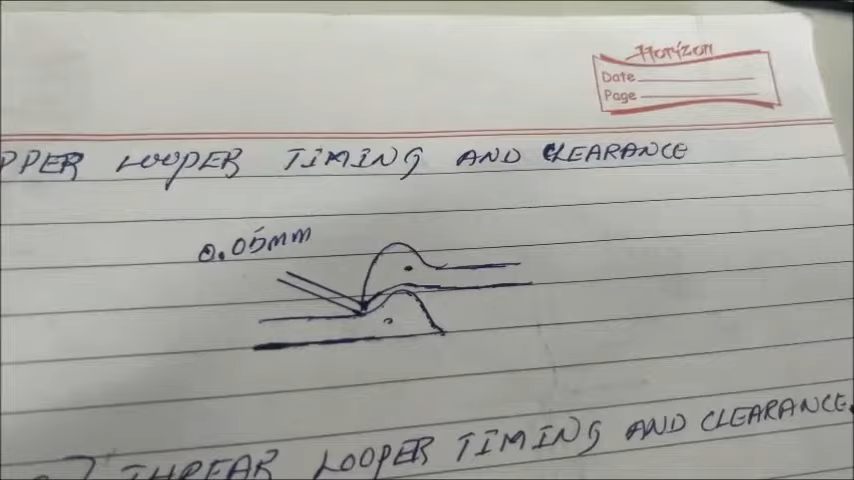 Horizon
Date
Page
PPER LOOPER TIMING AND CLEARANCE
0.05mm
LOOPER TIMING AND CLEARANCE.